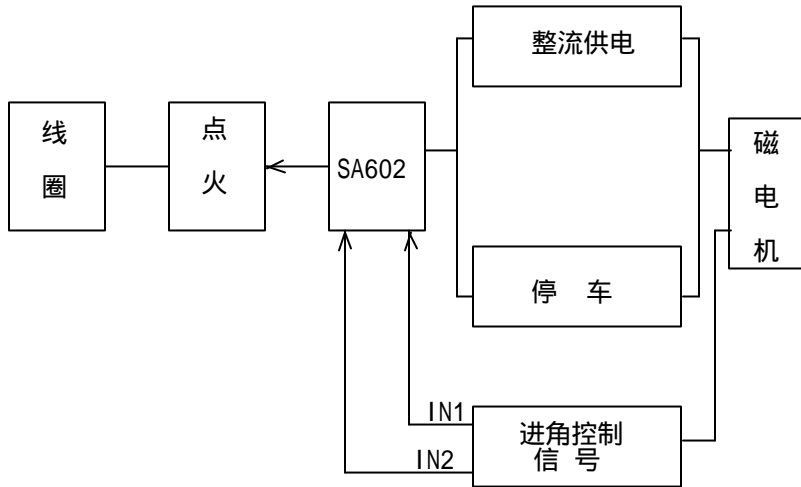 整流供电
线圈
点火
SA602
磁电机
停 车
IN1
进角控制
信 号
IN2